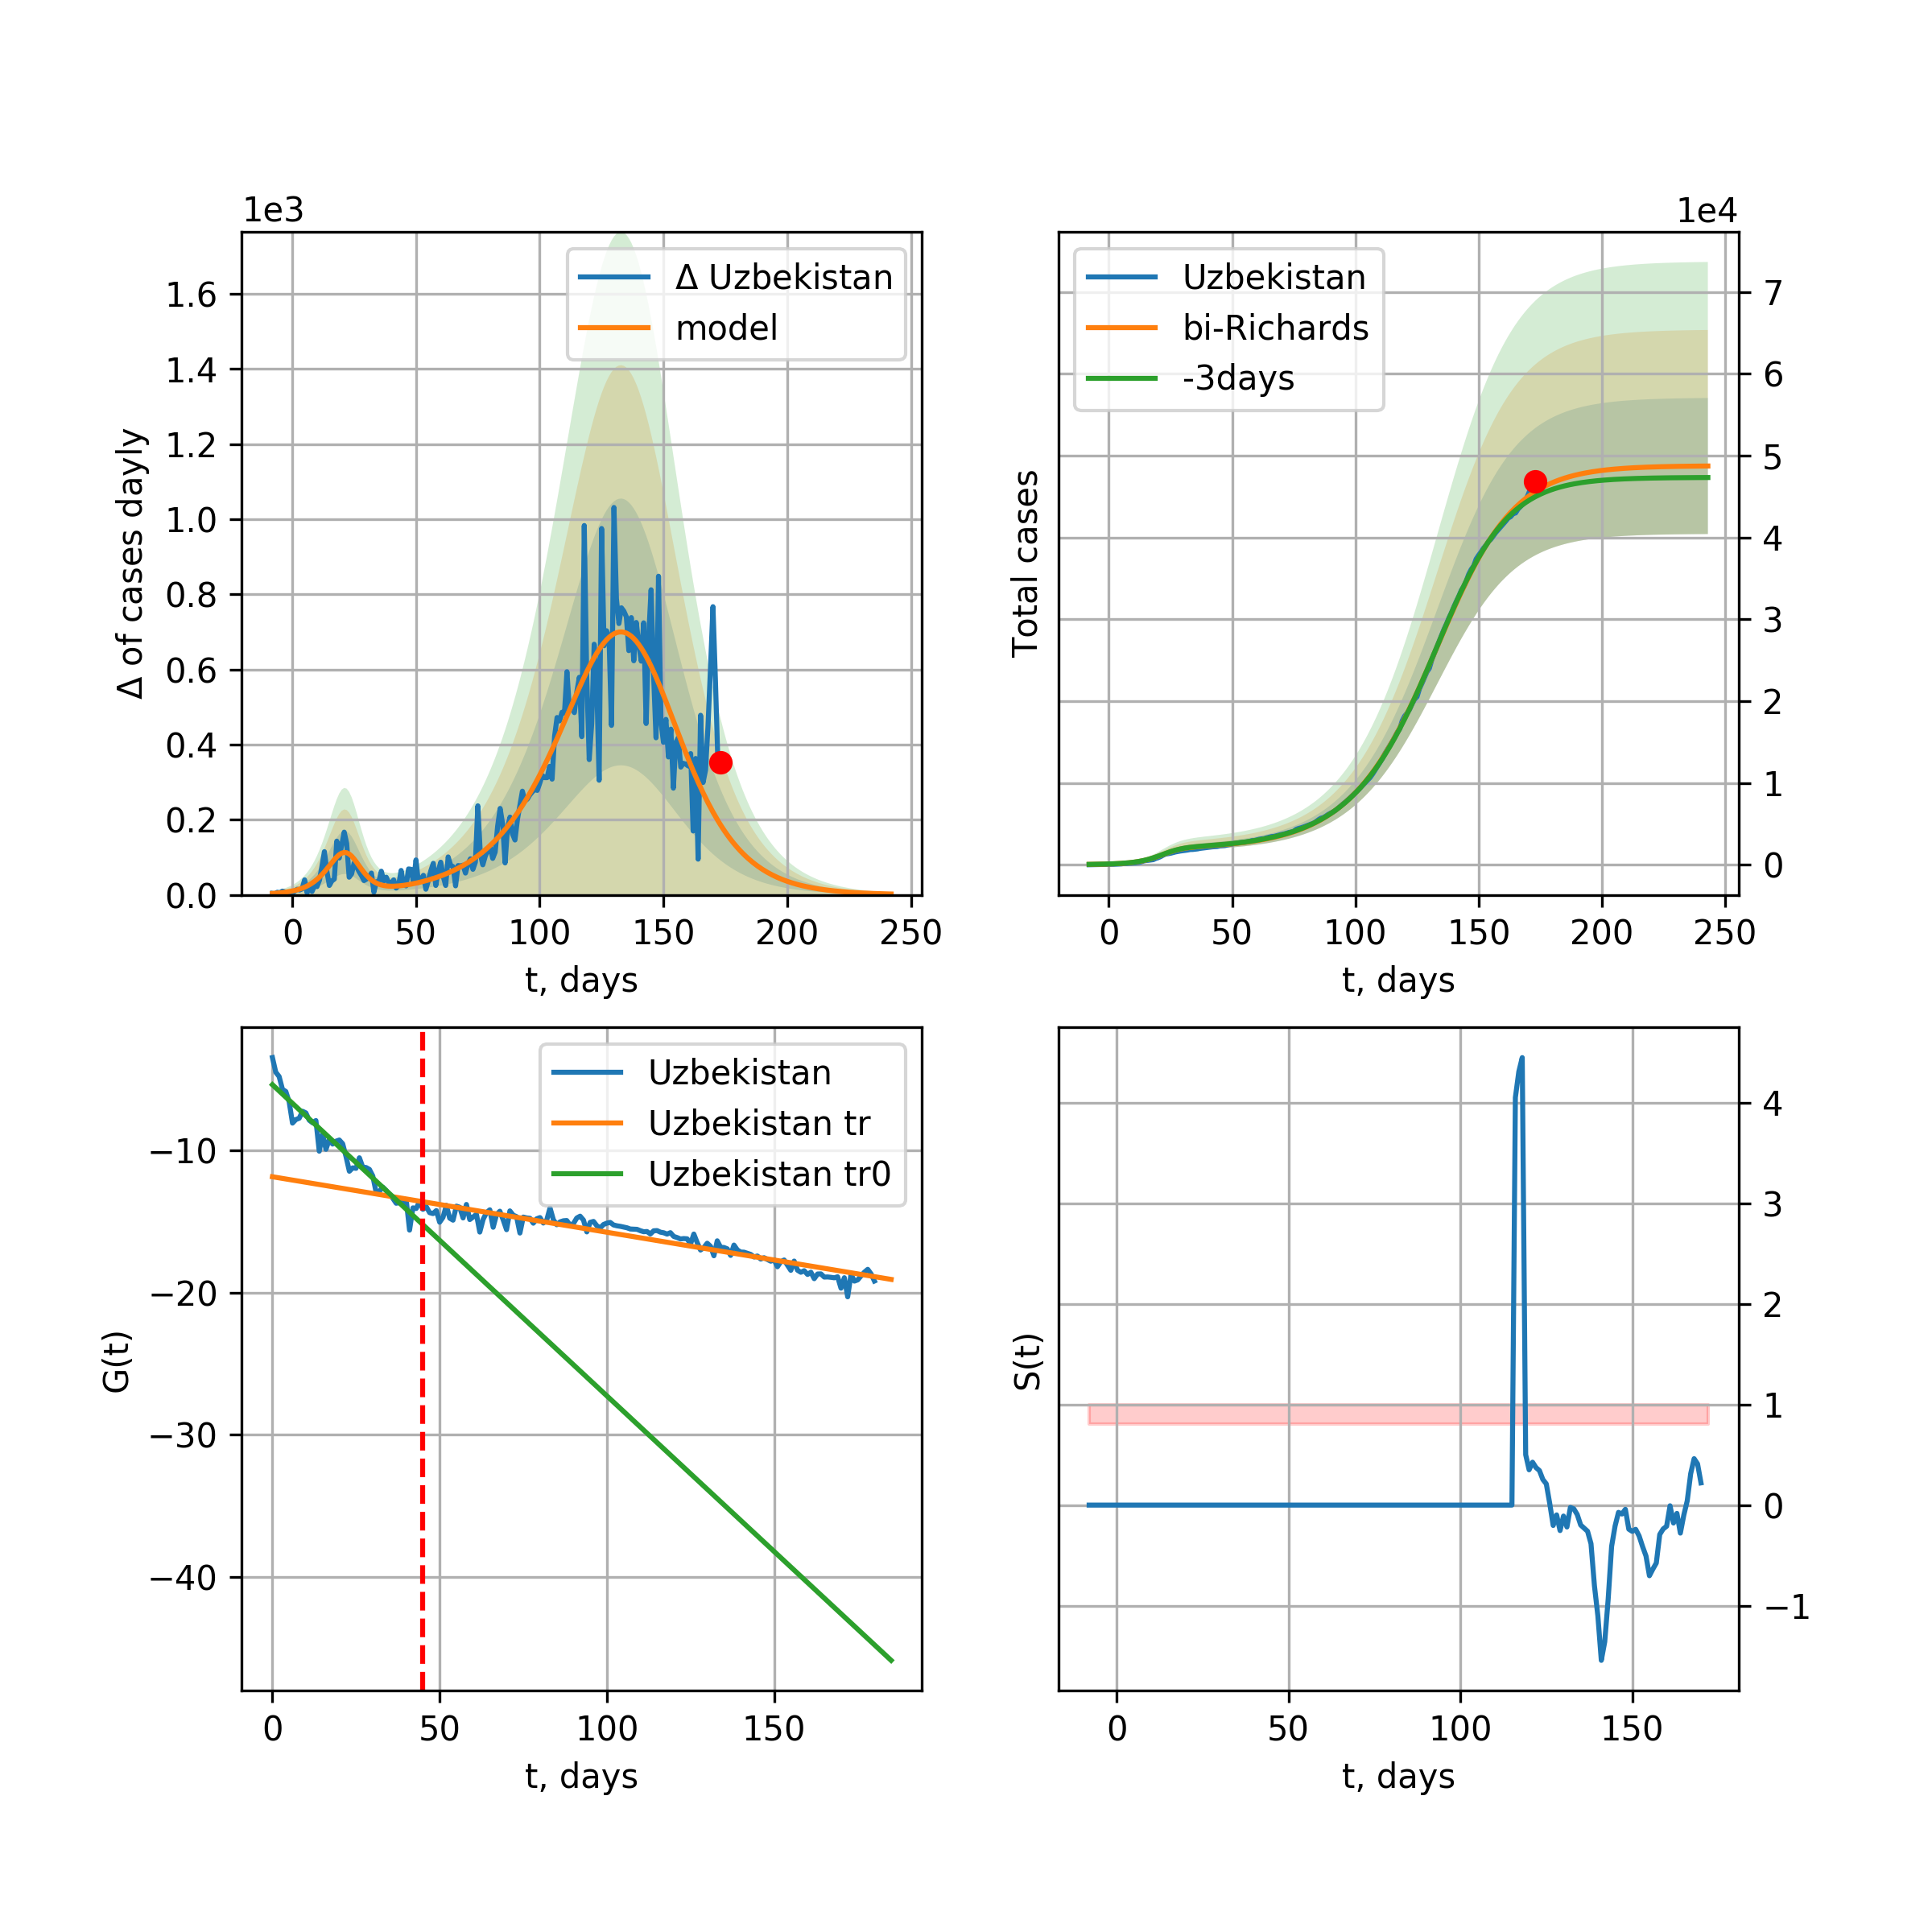 1e3
Δ Uzbekistan
model
Δ of cases dayly
1.6
1.4
1.2
1.0
0.8
0.6
0.4
0.2
0.0
0 50 100 150 200 250
t, days
1e4
Uzbekistan
bi-Richards
-3days
Total cases
7
6
5
4
3
2
1
0
0 50 100 150 200 250
t, days
Uzbekistan
Uzbekistan tr
Uzbekistan tr0
G(t)
−10
−20
−30
−40
0 50 100 150
t, days
S(t)
4
3
2
1
0
−1
0 50 100 150
t, days